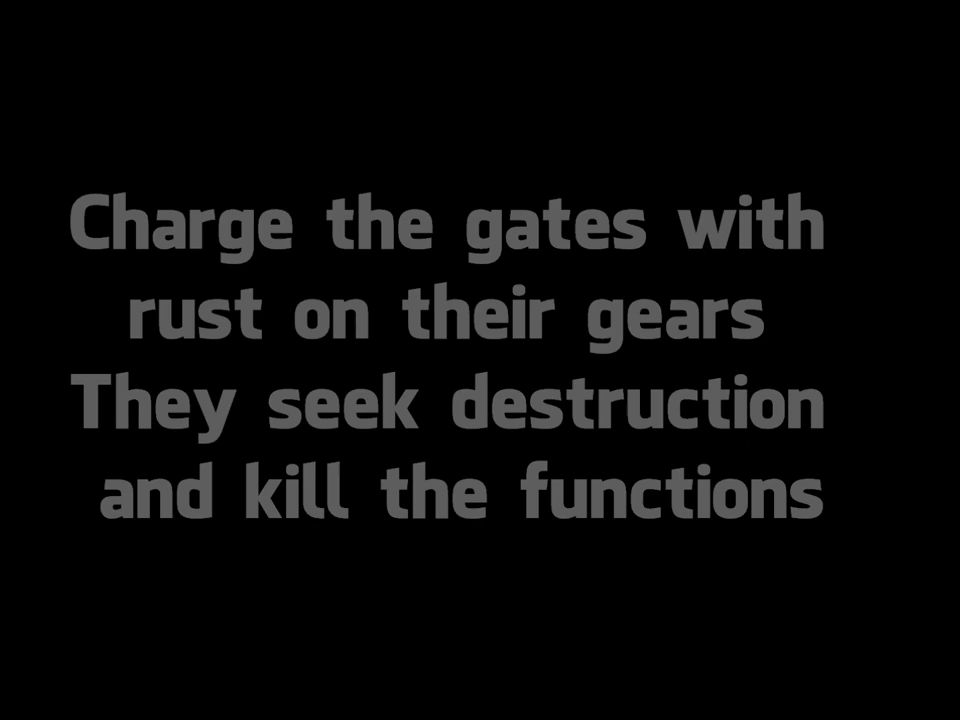 Charge the gates with
rust on their gears
They seek destruction
and kill the functions